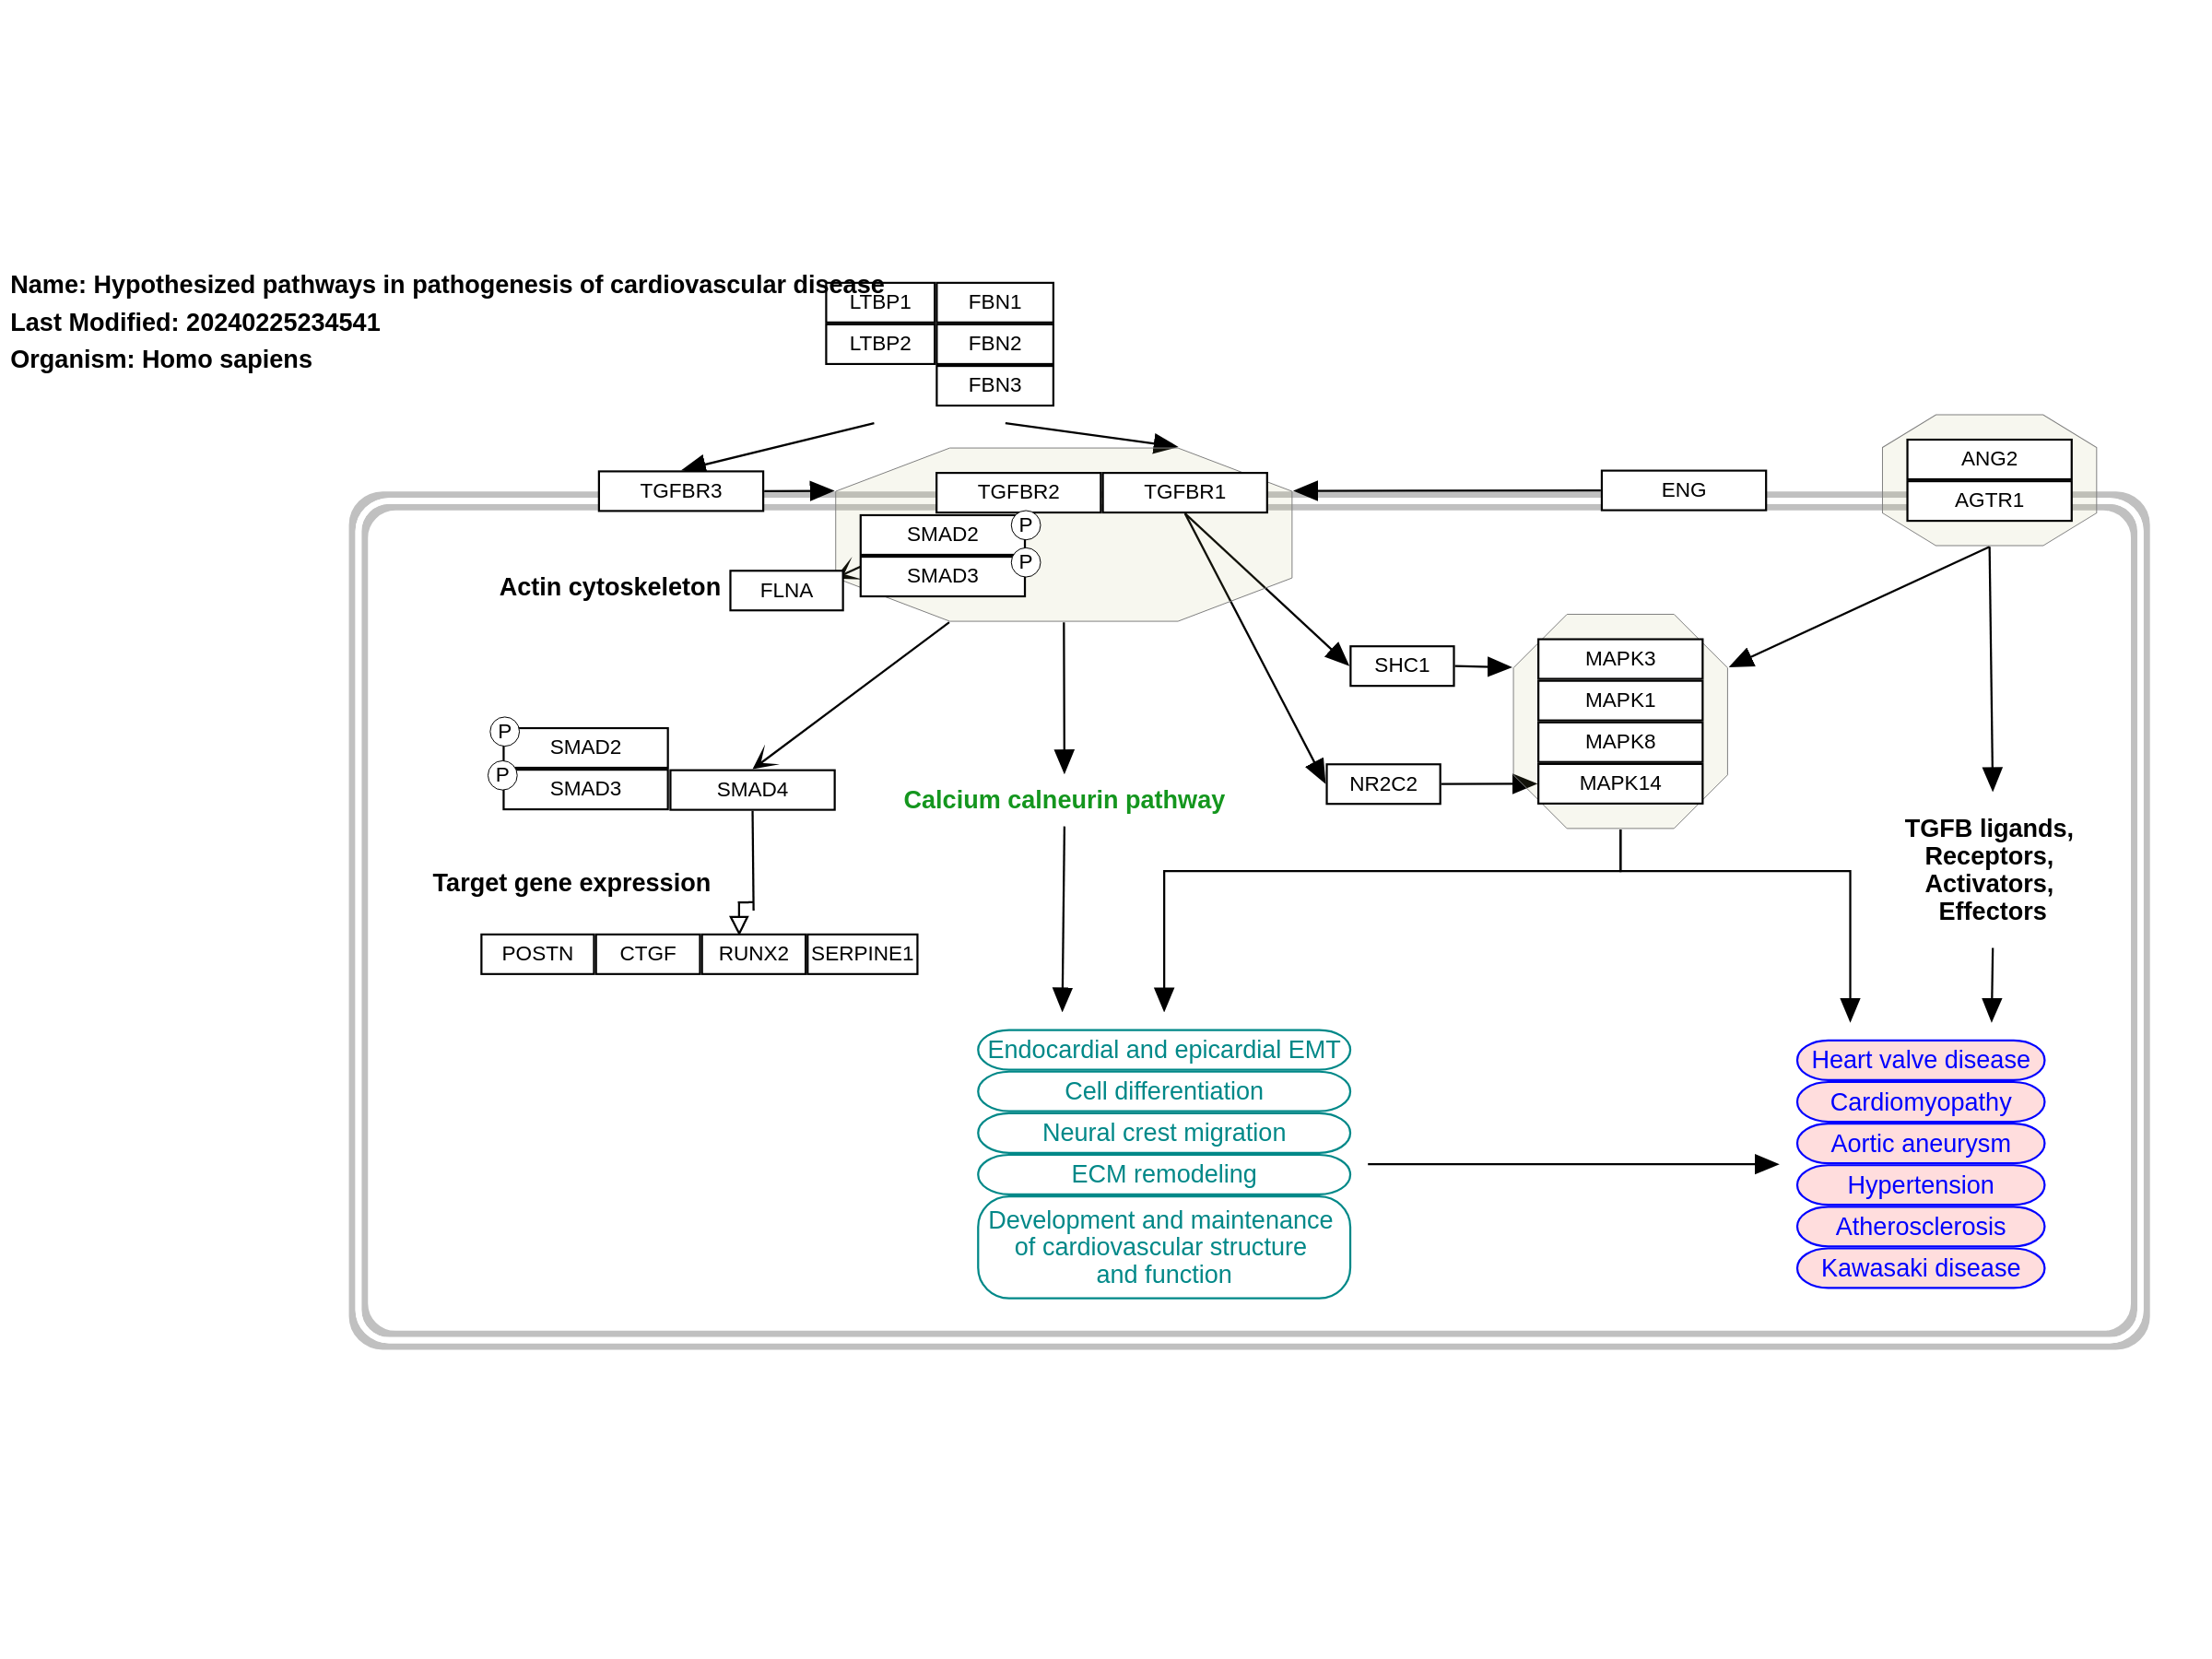 Name: Hypothesized pathways in pathogenesis of cardiovascular disease
Last Modified: 20240225234541
Organism: Homo sapiens
LTBP1
FBN1
LTBP2
FBN2
FBN3
TGFBR3
TGFBR2
TGFBR1
ENG
ANG2
AGTR1
SMAD2
P
SMAD3
P
Actin cytoskeleton
FLNA
SHC1
MAPK3
MAPK1
MAPK8
MAPK14
NR2C2
P
SMAD2
P
SMAD3
SMAD4
Calcium calneurin pathway
TGFB ligands,
Receptors,
Activators,
Effectors
Target gene expression
POSTN
CTGF
RUNX2
SERPINE1
Endocardial and epicardial EMT
Cell differentiation
Neural crest migration
ECM remodeling
Development and maintenance
of cardiovascular structure
and function
Heart valve disease
Cardiomyopathy
Aortic aneurysm
Hypertension
Atherosclerosis
Kawasaki disease